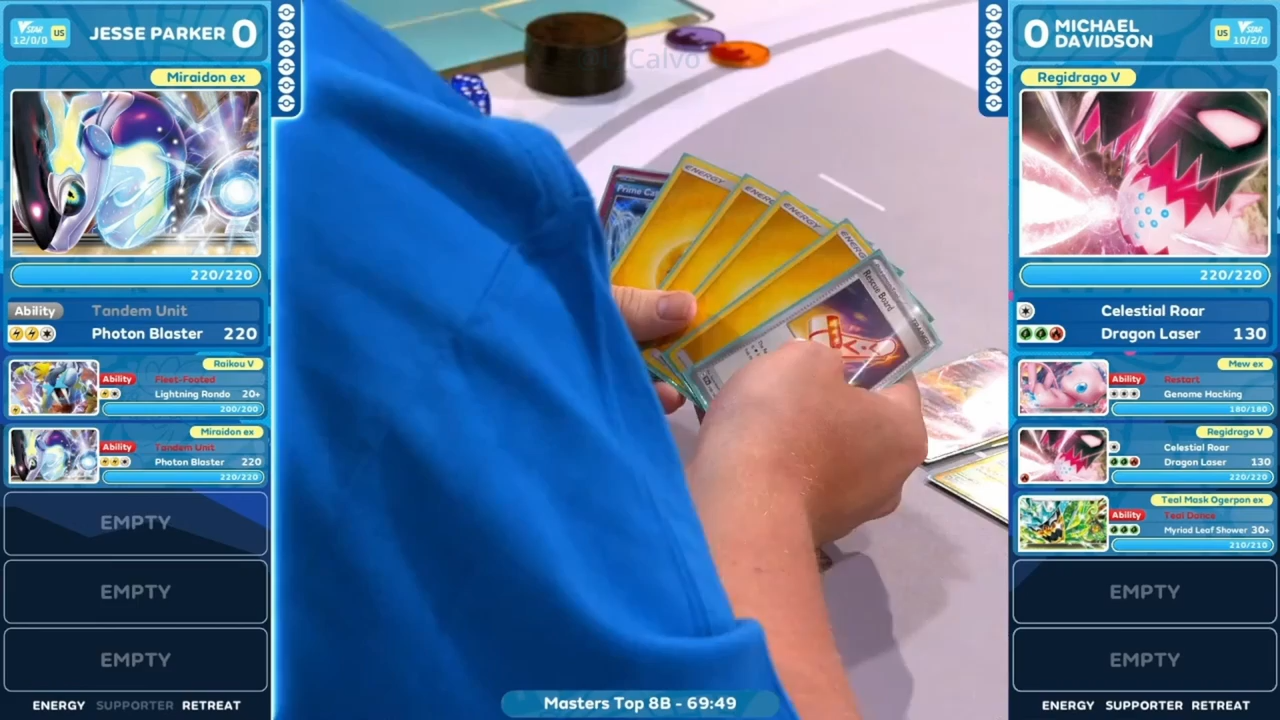 VSTAR
12/0/0
US
JESSE PARKER 0
Miraidon ex
220/220
Ability Tandem Unit
Photon Blaster 220
Raikou V
Ability Fleet-Footed
Lightning Rondo 20+
200/200
Miraidon ex
Ability Tandem Unit
Photon Blaster 220
220/220
EMPTY
EMPTY
EMPTY
ENERGY SUPPORTER RETREAT
Calvo
Prime
ENERGY
ENERGY
ENERGY
Rescue Board
Masters Top 8B - 69:49
0 MICHAEL DAVIDSON
US
VSTAR
10/2/0
Regidrago V
220/220
Celestial Roar
Dragon Laser 130
Mew ex
Ability Restart
Genome Hacking
180/180
Regidrago V
Celestial Roar
Dragon Laser 130
220/220
Teal Mask Ogerpon ex
Ability Teal Dance
Myriad Leaf Shower 30+
210/210
EMPTY
EMPTY
ENERGY SUPPORTER RETREAT